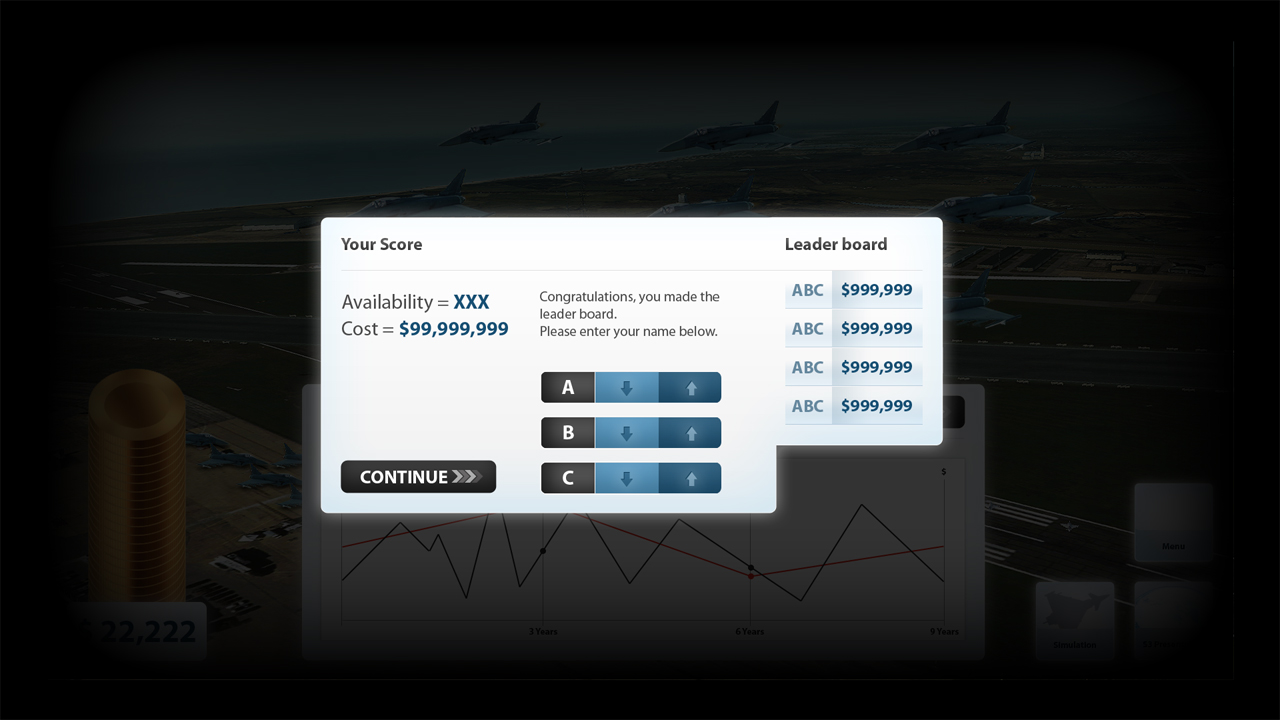 Your Score
Leader board
Availability = XXX
Cost = $99,999,999
Congratulations, you made the
leader board.
Please enter your name below.
ABC $999,999
ABC $999,999
ABC $999,999
ABC $999,999
A
B
C
CONTINUE
$
3 Years
6 Years
9 Years
22,222
Menu
Simulation